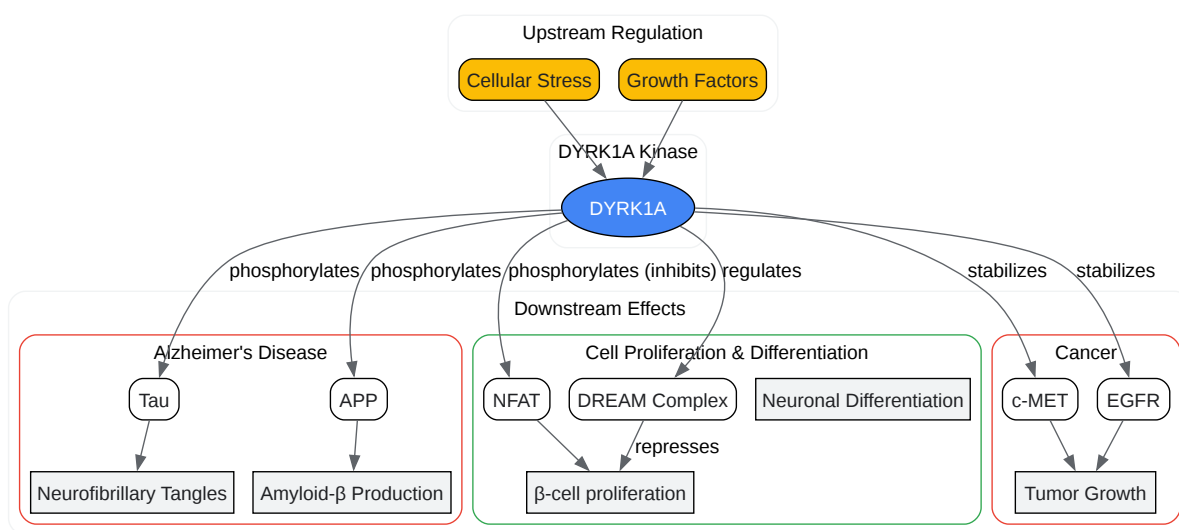 Upstream Regulation
Cellular Stress
Growth Factors
DYRK1A Kinase
DYRK1A
phosphorylates
phosphorylates
phosphorylates (inhibits)
regulates
stabilizes
stabilizes
Downstream Effects
Alzheimer's Disease
Cell Proliferation & Differentiation
Cancer
Tau
APP
NFAT
DREAM Complex
Neuronal Differentiation
c-MET
EGFR
represses
Neurofibrillary Tangles
Amyloid-β Production
β-cell proliferation
Tumor Growth